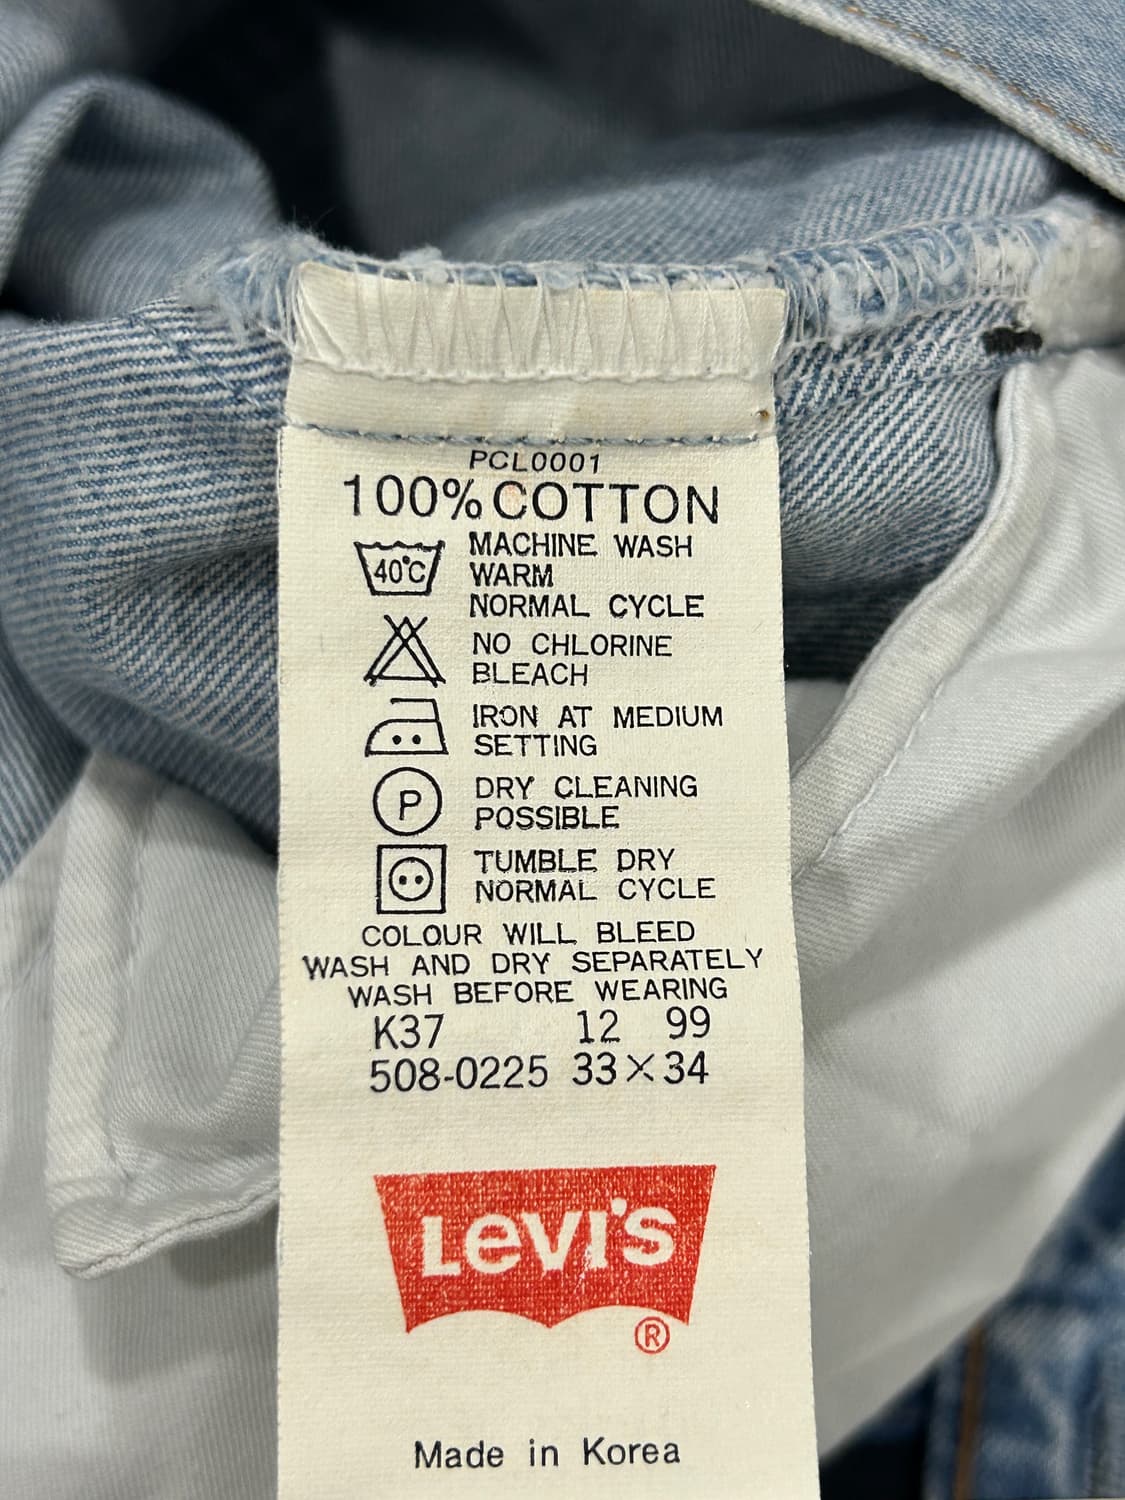 PCL0001
100% COTTON
40°C
MACHINE WASH
WARM
NORMAL CYCLE
NO CHLORINE
BLEACH
IRON AT MEDIUM
SETTING
P
DRY CLEANING
POSSIBLE
TUMBLE DRY
NORMAL CYCLE
COLOUR WILL BLEED
WASH AND DRY SEPARATELY
WASH BEFORE WEARING
K37 12 99
508-0225 33×34
LEVI'S
®
Made in Korea